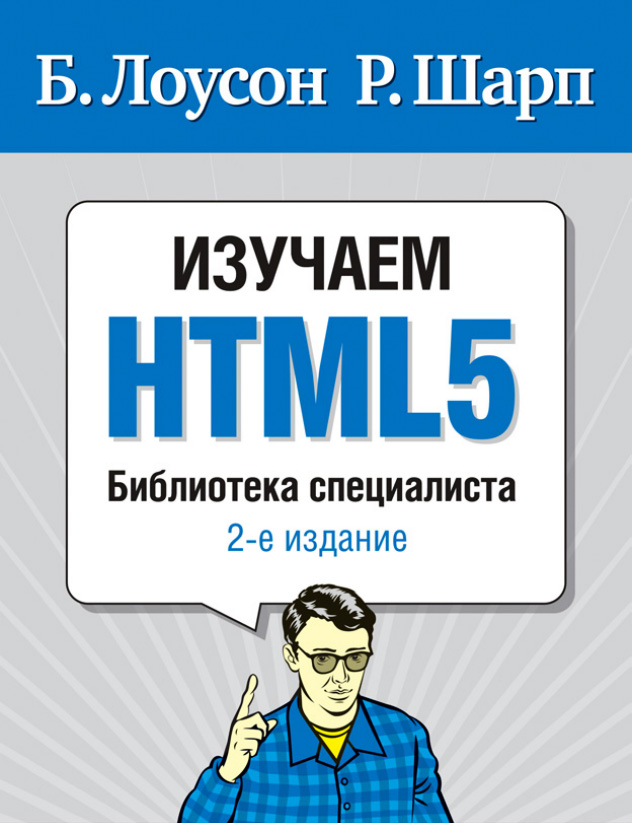 Б. Лоусон Р. Шарп
ИЗУЧАЕМ
HTML5
Библиотека специалиста
2-е издание